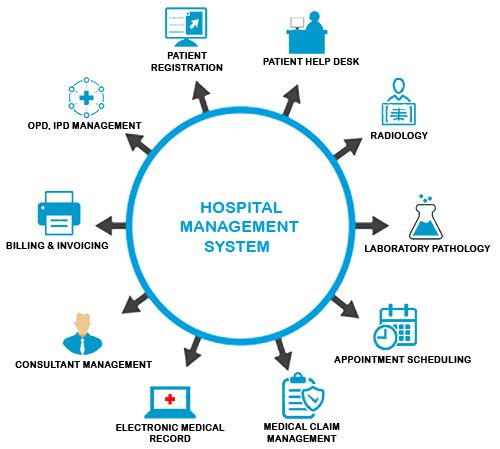 PATIENT
REGISTRATION
PATIENT HELP DESK
OPD, IPD MANAGEMENT
RADIOLOGY
HOSPITAL
MANAGEMENT
SYSTEM
BILLING & INVOICING
LABORATORY PATHOLOGY
CONSULTANT MANAGEMENT
APPOINTMENT SCHEDULING
ELECTRONIC MEDICAL
RECORD
MEDICAL CLAIM
MANAGEMENT